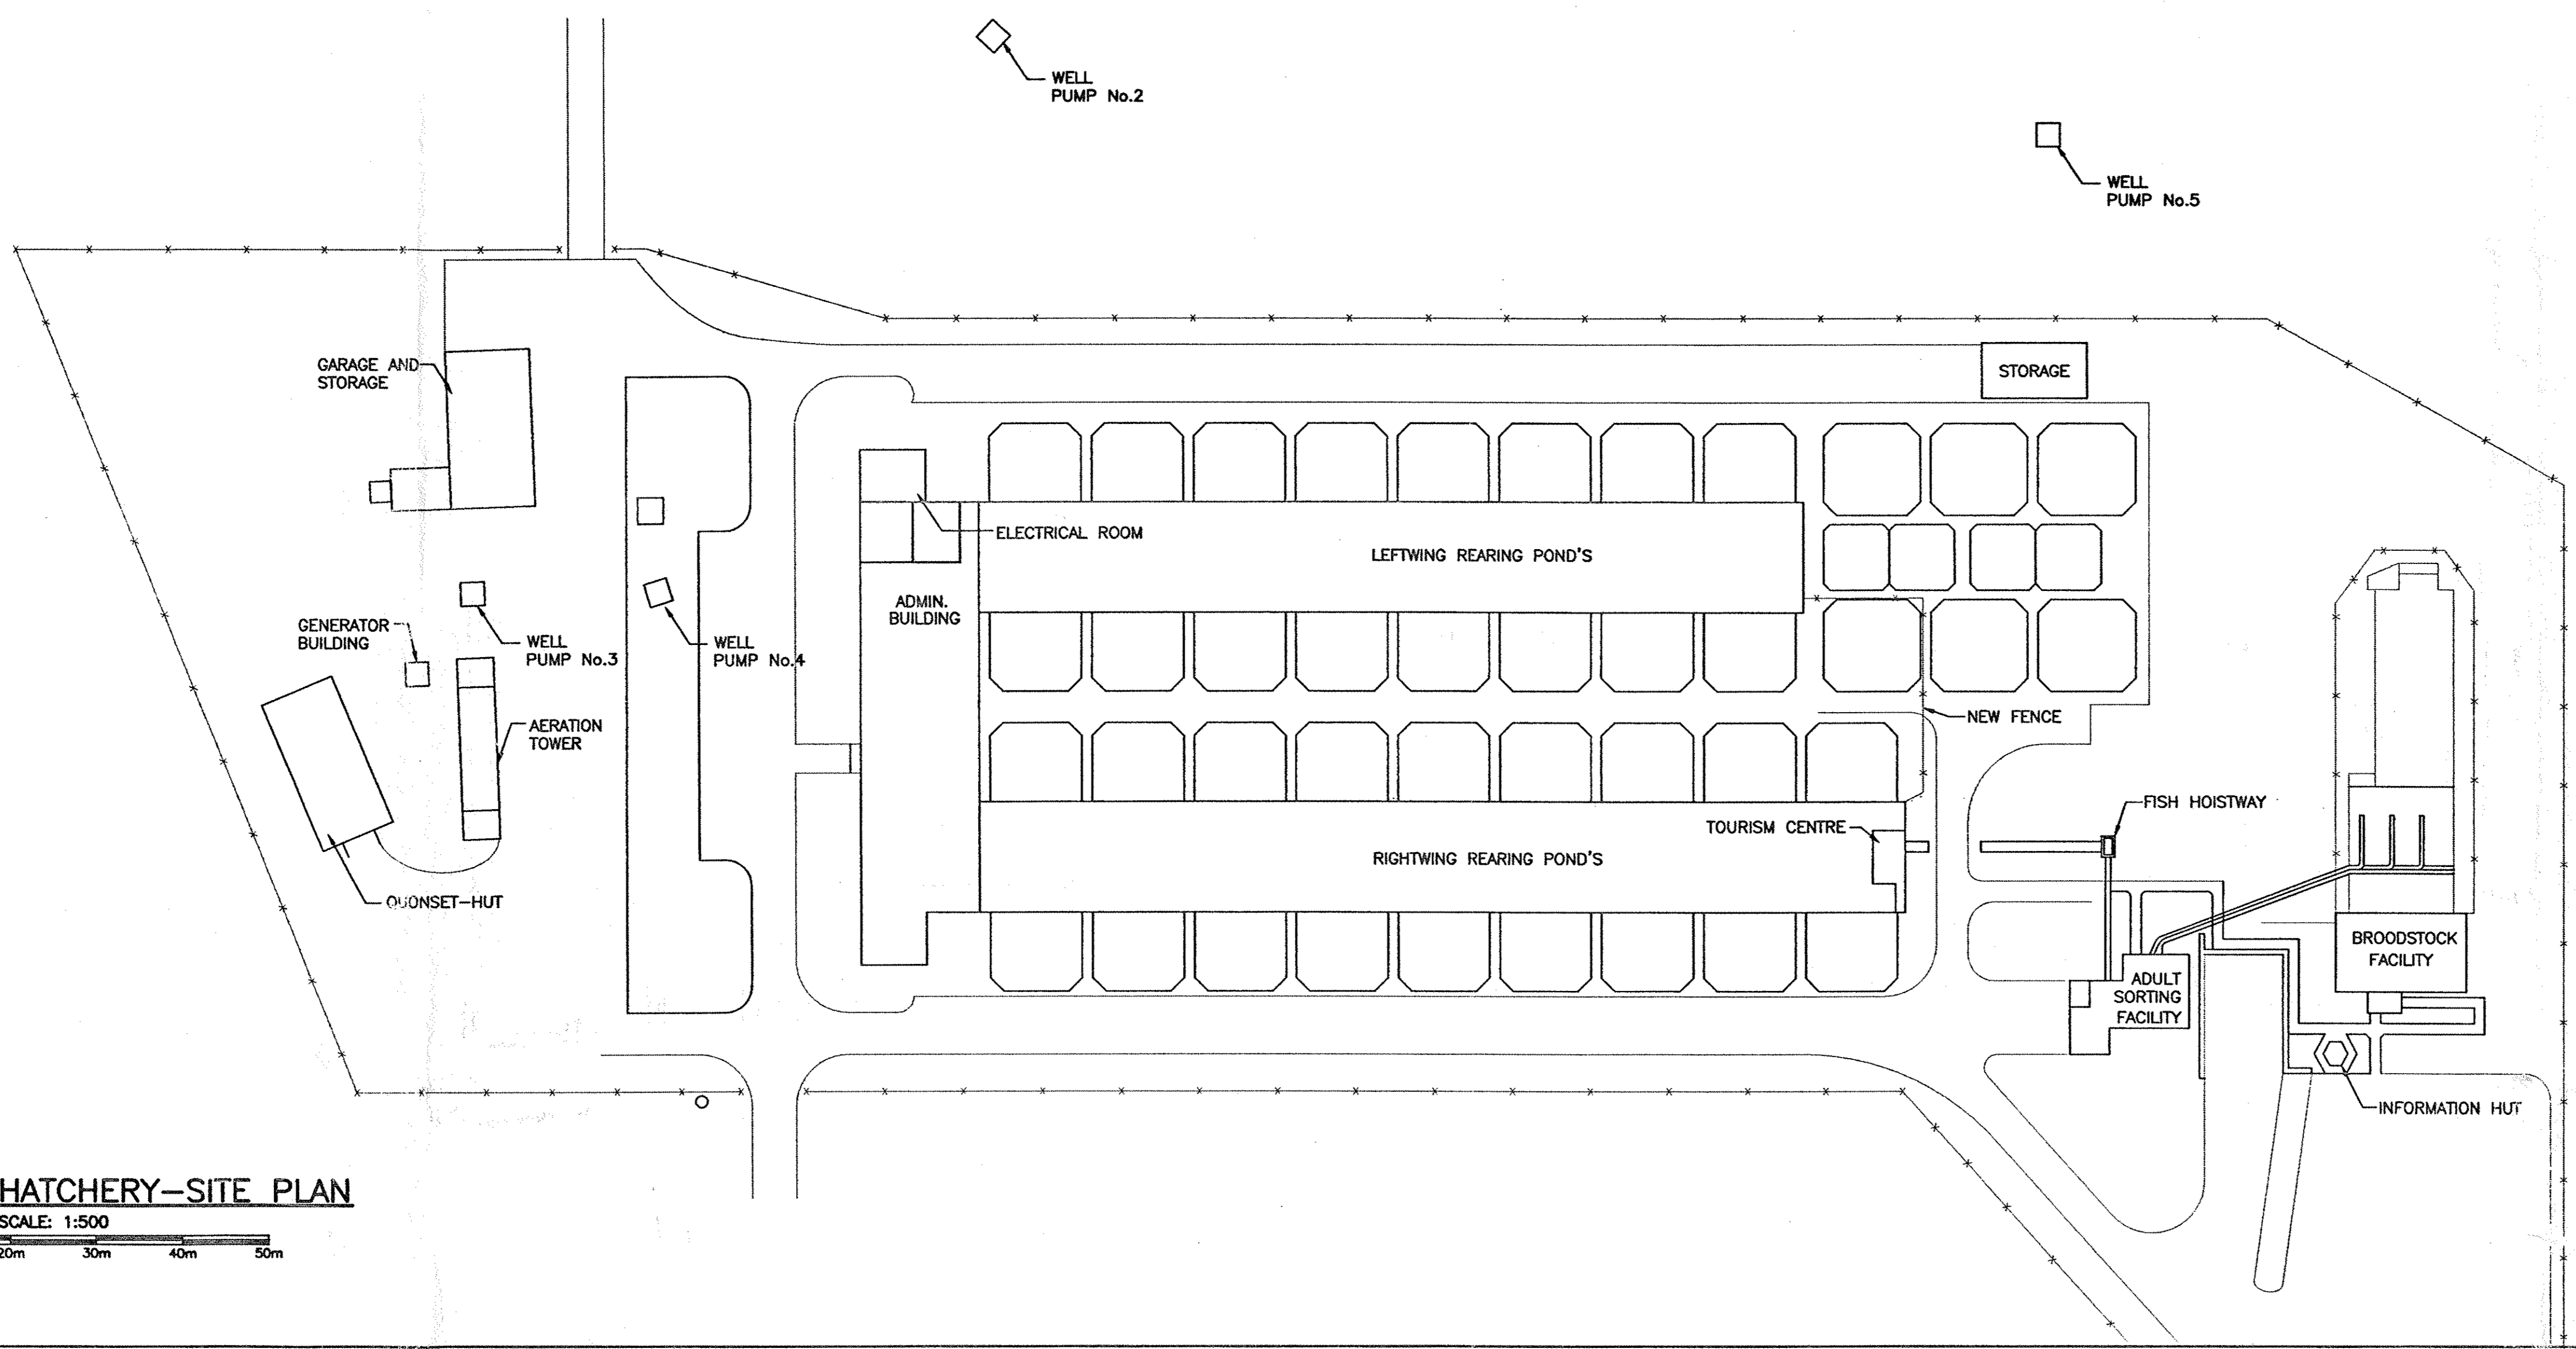 WELL
PUMP No.2
WELL
PUMP No.5
GARAGE AND
STORAGE
STORAGE
ELECTRICAL ROOM
LEFTWING REARING POND'S
ADMIN.
BUILDING
GENERATOR
BUILDING
WELL
PUMP No.3
WELL
PUMP No.4
NEW FENCE
AERATION
TOWER
FISH HOISTWAY
TOURISM CENTRE
RIGHTWING REARING POND'S
QUONSET-HUT
BROODSTOCK
FACILITY
ADULT
SORTING
FACILITY
INFORMATION HUT
HATCHERY-SITE PLAN
SCALE: 1:500
20m 30m 40m 50m